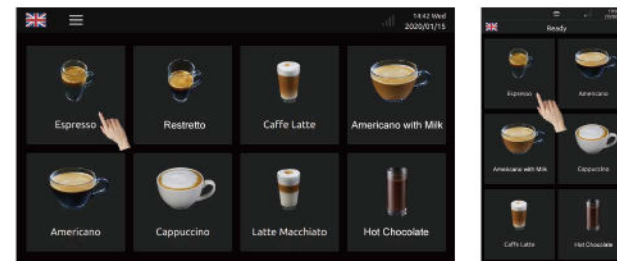 14:42 Wed
2020/01/15
Espresso
Restretto
Caffe Latte
Americano with Milk
Americano
Cappuccino
Latte Macchiato
Hot Chocolate
Ready
Espresso
Americano
Americano with Milk
Cappuccino
Caffe Latte
Hot Chocolate